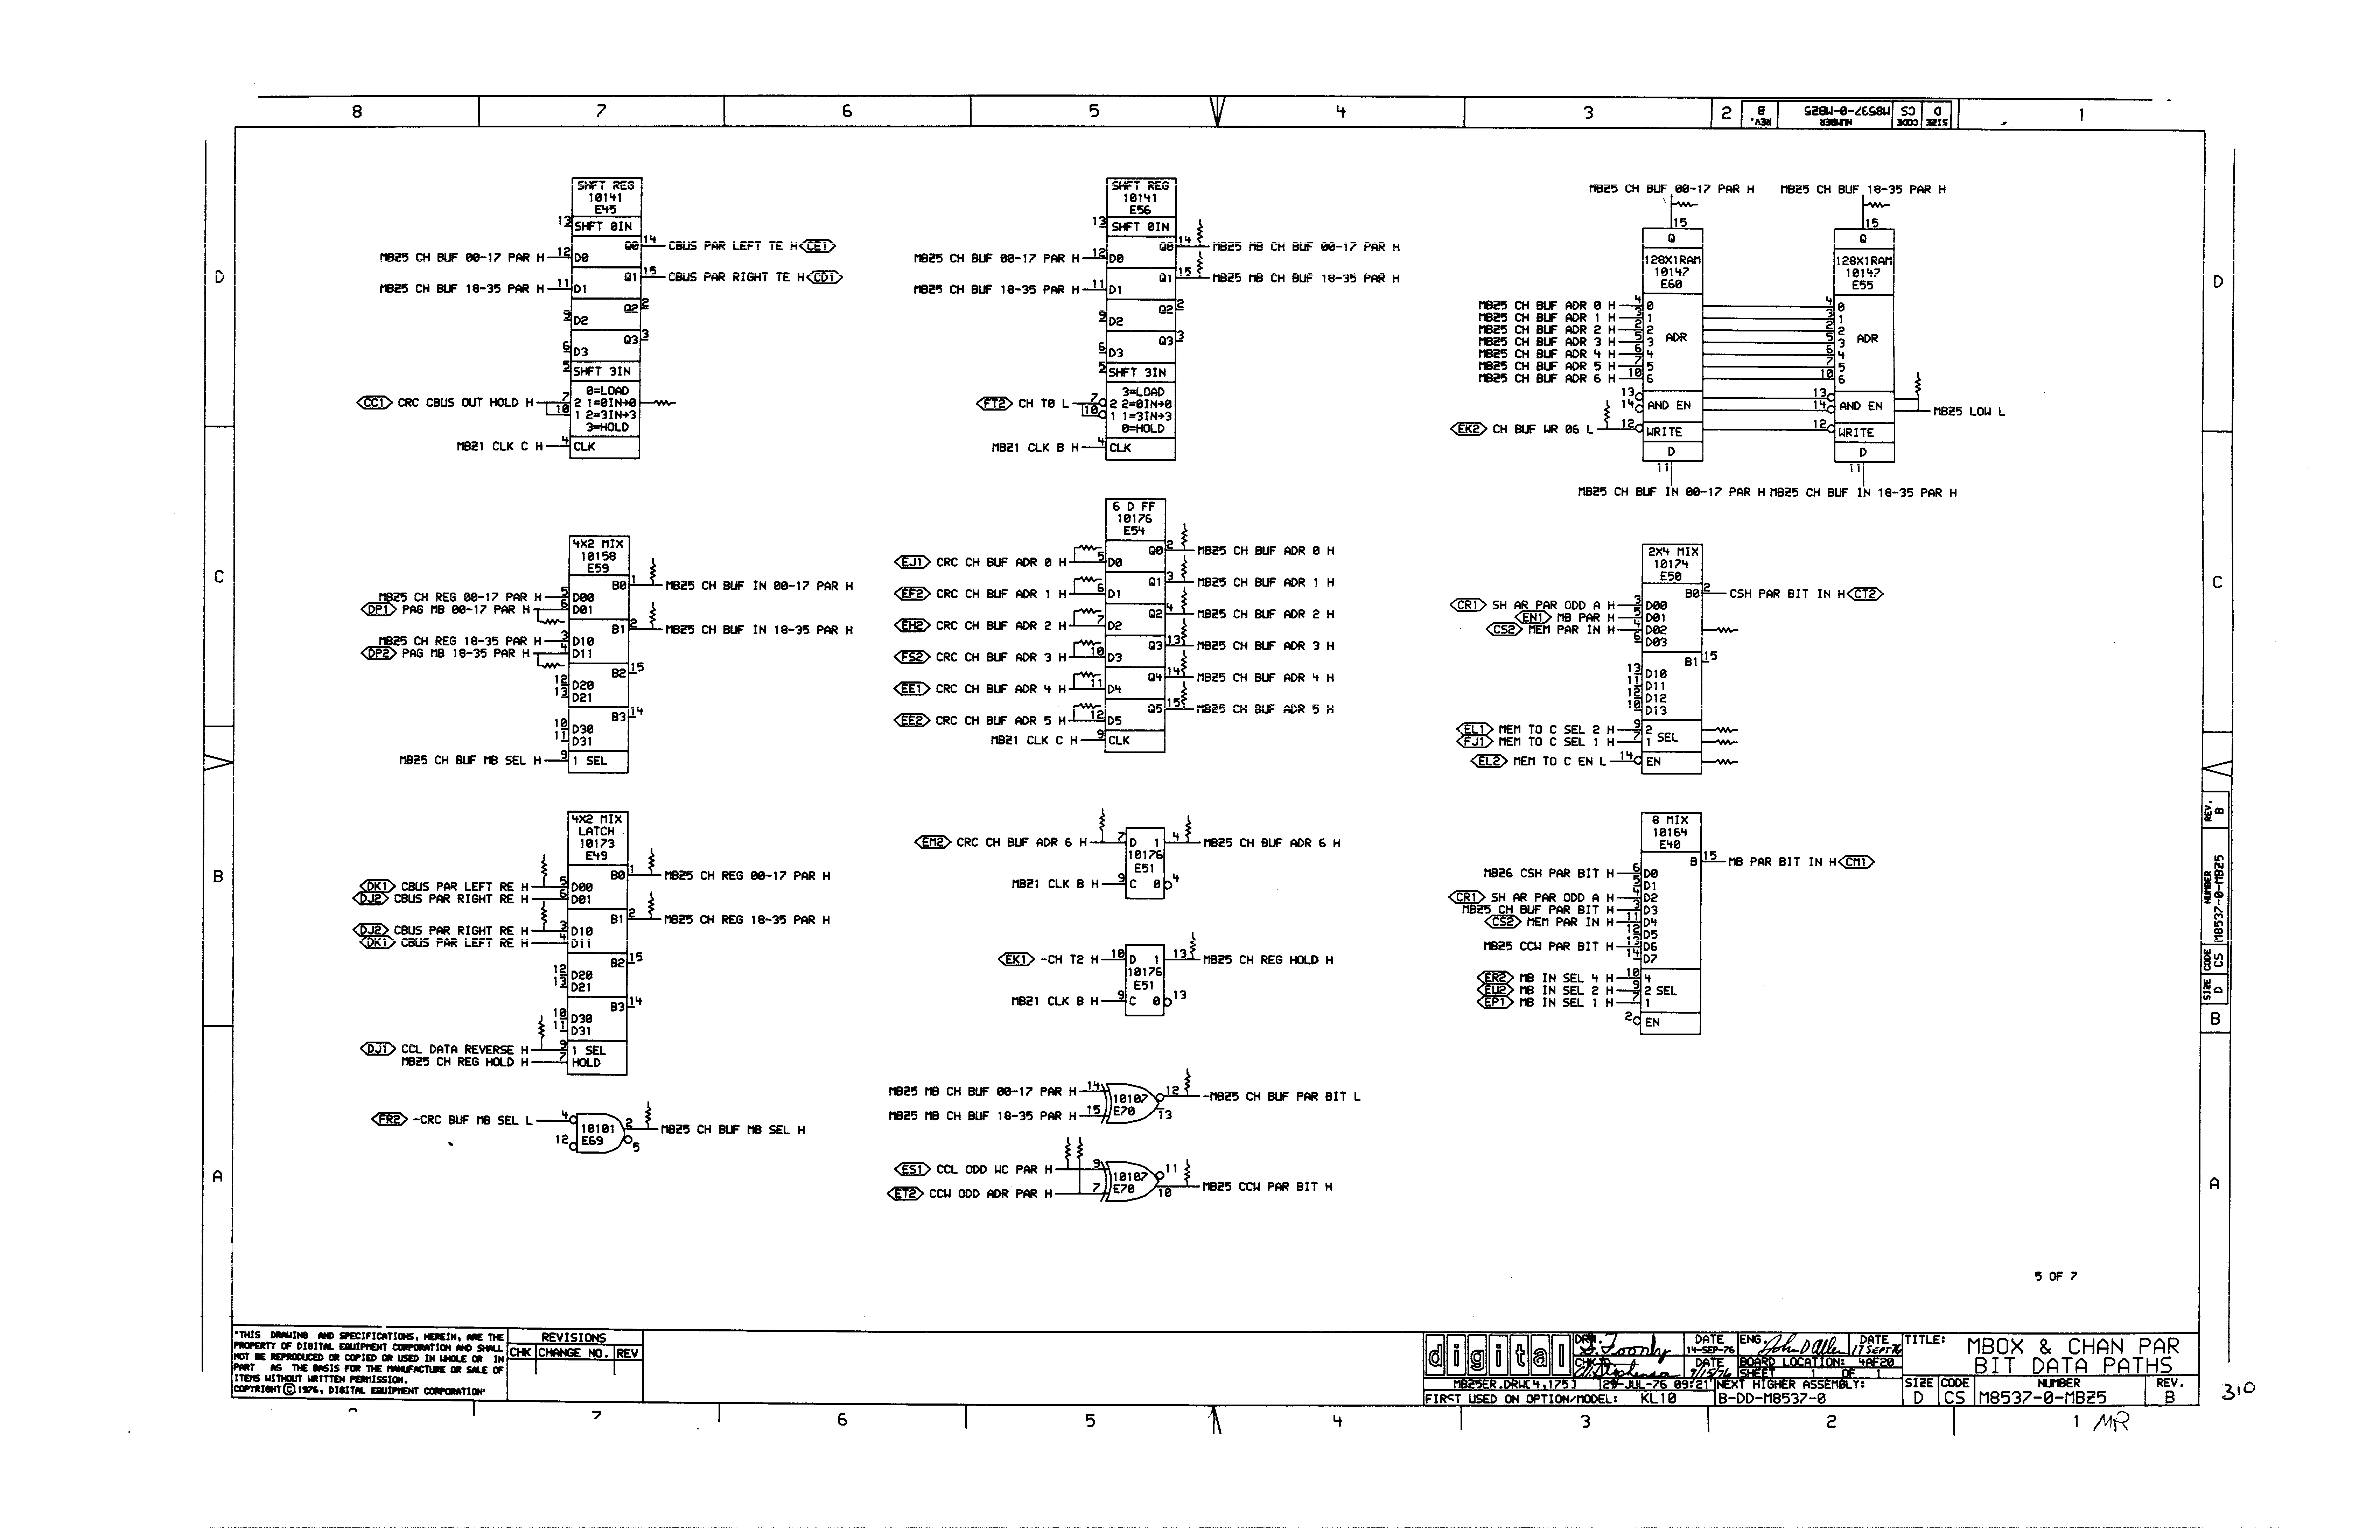 8 7 6 5 4 3 2 1
REV. B NUMBER M8537-0-MB25 CODE CS SIZE D
SHFT REG
10141
E45
13 SHFT 0IN
MB25 CH BUF 00-17 PAR H 12 D0 Q0 14 CBUS PAR LEFT TE H CE1
MB25 CH BUF 18-35 PAR H 11 D1 Q1 15 CBUS PAR RIGHT TE H CD1
9 D2 Q2 2
6 D3 Q3 3
5 SHFT 3IN
0=LOAD
CC1 CRC CBUS OUT HOLD H 7 2 1=0IN→0
10 1 2=3IN→3
3=HOLD
MB21 CLK C H 4 CLK
SHFT REG
10141
E56
13 SHFT 0IN
MB25 CH BUF 00-17 PAR H 12 D0 Q0 14 MB25 MB CH BUF 00-17 PAR H
MB25 CH BUF 18-35 PAR H 11 D1 Q1 15 MB25 MB CH BUF 18-35 PAR H
9 D2 Q2 2
6 D3 Q3 3
5 SHFT 3IN
3=LOAD
FT2 CH T0 L 7 2 2=0IN→0
10 1 1=3IN→3
0=HOLD
MB21 CLK B H 4 CLK
MB25 CH BUF 00-17 PAR H MB25 CH BUF 18-35 PAR H
15 15
Q Q
128X1RAM 128X1RAM
10147 10147
E60 E55
MB25 CH BUF ADR 0 H 4 0 4 0
MB25 CH BUF ADR 1 H 3 1 3 1
MB25 CH BUF ADR 2 H 2 2 2 2
MB25 CH BUF ADR 3 H 5 3 ADR 5 3 ADR
MB25 CH BUF ADR 4 H 6 4 6 4
MB25 CH BUF ADR 5 H 7 5 7 5
MB25 CH BUF ADR 6 H 10 6 10 6
13 13
14 AND EN 14 AND EN MB25 LOW L
EK2 CH BUF WR 06 L 12 WRITE 12 WRITE
D D
11 11
MB25 CH BUF IN 00-17 PAR H MB25 CH BUF IN 18-35 PAR H
4X2 MIX
10158
E59
B0 1 MB25 CH BUF IN 00-17 PAR H
MB25 CH REG 00-17 PAR H 5 D00
DP1 PAG MB 00-17 PAR H 6 D01
B1 2 MB25 CH BUF IN 18-35 PAR H
MB25 CH REG 18-35 PAR H 3 D10
DP2 PAG MB 18-35 PAR H 4 D11
B2 15
12 D20
13 D21
B3 14
10 D30
11 D31
MB25 CH BUF MB SEL H 9 1 SEL
6 D FF
10176
E54
EJ1 CRC CH BUF ADR 0 H 5 D0 Q0 2 MB25 CH BUF ADR 0 H
EF2 CRC CH BUF ADR 1 H 6 D1 Q1 3 MB25 CH BUF ADR 1 H
EH2 CRC CH BUF ADR 2 H 7 D2 Q2 4 MB25 CH BUF ADR 2 H
FS2 CRC CH BUF ADR 3 H 10 D3 Q3 13 MB25 CH BUF ADR 3 H
EE1 CRC CH BUF ADR 4 H 11 D4 Q4 14 MB25 CH BUF ADR 4 H
EE2 CRC CH BUF ADR 5 H 12 D5 Q5 15 MB25 CH BUF ADR 5 H
MB21 CLK C H 9 CLK
2X4 MIX
10174
E50
B0 2 CSH PAR BIT IN H CT2
CR1 SH AR PAR ODD A H 3 D00
EN1 MB PAR H 5 D01
CS2 MEM PAR IN H 4 D02
6 D03
B1 15
13 D10
11 D11
12 D12
10 D13
EL1 MEM TO C SEL 2 H 9 2
FJ1 MEM TO C SEL 1 H 7 1 SEL
EL2 MEM TO C EN L 14 EN
4X2 MIX
LATCH
10173
E49
B0 1 MB25 CH REG 00-17 PAR H
DK1 CBUS PAR LEFT RE H 5 D00
DJ2 CBUS PAR RIGHT RE H 6 D01
B1 2 MB25 CH REG 18-35 PAR H
DJ2 CBUS PAR RIGHT RE H 3 D10
DK1 CBUS PAR LEFT RE H 4 D11
B2 15
12 D20
13 D21
B3 14
10 D30
11 D31
DJ1 CCL DATA REVERSE H 9 1 SEL
MB25 CH REG HOLD H 7 HOLD
EM2 CRC CH BUF ADR 6 H 7 D 1 4 MB25 CH BUF ADR 6 H
10176
E51
MB21 CLK B H 9 C 0 4
EK1 -CH T2 H 10 D 1 13 MB25 CH REG HOLD H
10176
E51
MB21 CLK B H 9 C 0 13
8 MIX
10164
E40
B 15 MB PAR BIT IN H CM1
MB26 CSH PAR BIT H 6 D0
5 D1
CR1 SH AR PAR ODD A H 4 D2
MB25 CH BUF PAR BIT H 3 D3
CS2 MEM PAR IN H 11 D4
12 D5
MB25 CCW PAR BIT H 13 D6
14 D7
ER2 MB IN SEL 4 H 10 4
EU2 MB IN SEL 2 H 9 2 SEL
EP1 MB IN SEL 1 H 7 1
2 EN
FR2 -CRC BUF MB SEL L 4 10101 2 MB25 CH BUF MB SEL H
12 E69 5
MB25 MB CH BUF 00-17 PAR H 14 10107 12 -MB25 CH BUF PAR BIT L
MB25 MB CH BUF 18-35 PAR H 15 E70 13
ES1 CCL ODD WC PAR H 9 10107 11
ET2 CCW ODD ADR PAR H 7 E70 10 MB25 CCW PAR BIT H
D C B A
D C B A
REV. B NUMBER M8537-0-MB25 CODE CS SIZE D
5 OF 7
"THIS DRAWING AND SPECIFICATIONS, HEREIN, ARE THE
PROPERTY OF DIGITAL EQUIPMENT CORPORATION AND SHALL
NOT BE REPRODUCED OR COPIED OR USED IN WHOLE OR IN
PART AS THE BASIS FOR THE MANUFACTURE OR SALE OF
ITEMS WITHOUT WRITTEN PERMISSION.
COPYRIGHT © 1976, DIGITAL EQUIPMENT CORPORATION"
REVISIONS
CHK CHANGE NO. REV
digital
DRN. DATE 14-SEP-76 ENG. John D Allen DATE 17 SEPT 76
CHK'D DATE 9/15/76 BOARD LOCATION: 4AF20
SHEET 1 OF 1
MB25ER.DRW[4,175] 29-JUL-76 09:21 NEXT HIGHER ASSEMBLY:
FIRST USED ON OPTION/MODEL: KL10 B-DD-M8537-0
TITLE: MBOX & CHAN PAR
BIT DATA PATHS
SIZE D CODE CS NUMBER M8537-0-MB25 REV. B
310
7 6 5 4 3 2 1 MR